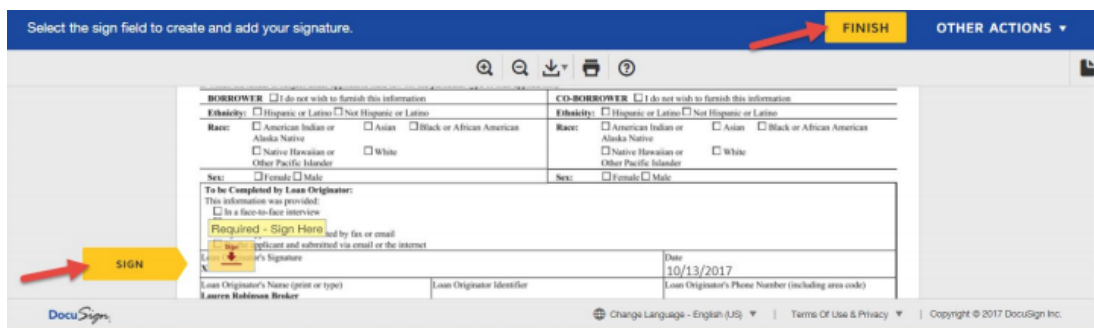 Select the sign field to create and add your signature. FINISH OTHER ACTIONS
BORROWER I do not wish to furnish this information CO-BORROWER I do not wish to furnish this information
Ethnicity: Hispanic or Latino Not Hispanic or Latino Ethnicity: Hispanic or Latino Not Hispanic or Latino
Race: American Indian or Alaska Native Asian Black or African American Race: American Indian or Alaska Native Asian Black or African American
Native Hawaiian or Other Pacific Islander White Native Hawaiian or Other Pacific Islander White
Sex: Female Male Sex: Female Male
To be Completed by Loan Originator:
This information was provided:
In a face-to-face interview
Required - Sign Here
by fax or email
applicant and submitted via email or the internet
Sign
SIGN
Signature Date
X 10/13/2017
Loan Originator's Name (print or type) Loan Originator Identifier Loan Originator's Phone Number (including area code)
Lauren Robinson Broker
DocuSign Change Language - English (US) | Terms Of Use & Privacy | Copyright © 2017 DocuSign Inc.